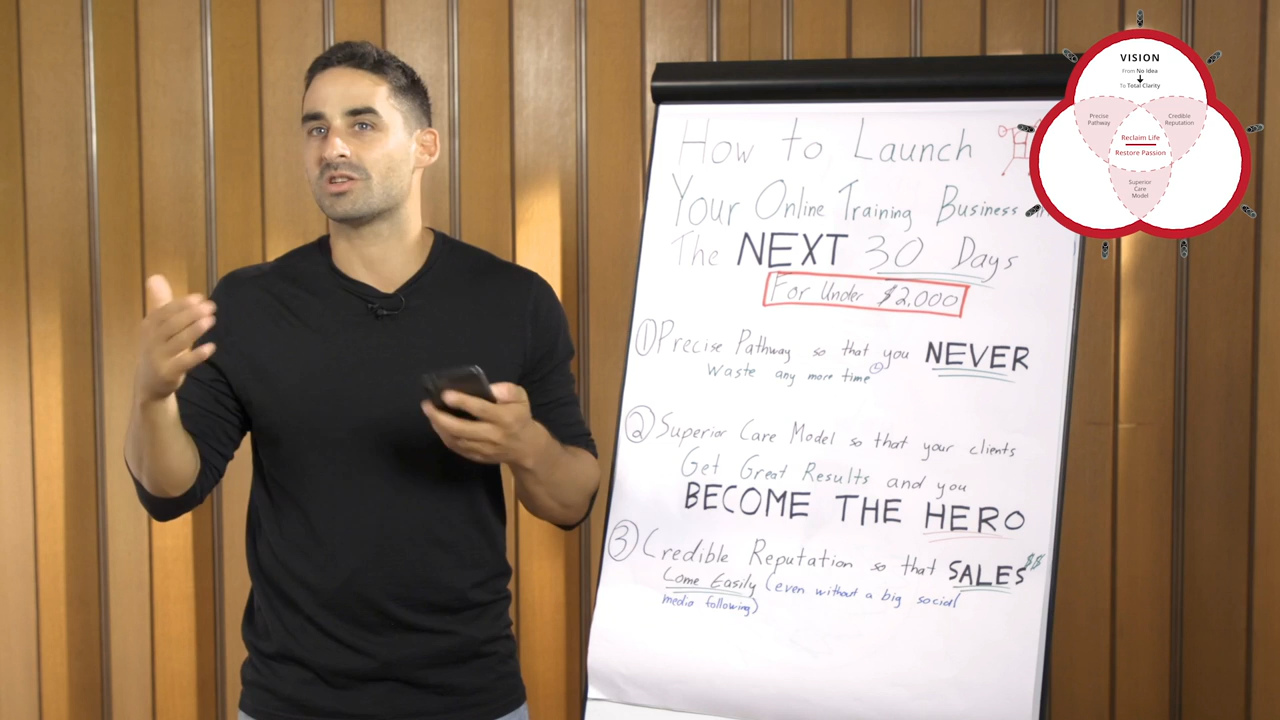 How to Launch
Your Online Training Business
The NEXT 30 Days
For Under $2,000
① Precise Pathway so that you NEVER
Waste any more time
② Superior Care Model so that your clients
Get Great Results and you
BECOME THE HERO
③ Credible Reputation so that SALES $$
Come Easily (even without a big social
media following)
VISION
From No Idea
To Total Clarity
Precise
Pathway
Credible
Reputation
Reclaim Life
Restore Passion
Superior
Care
Model